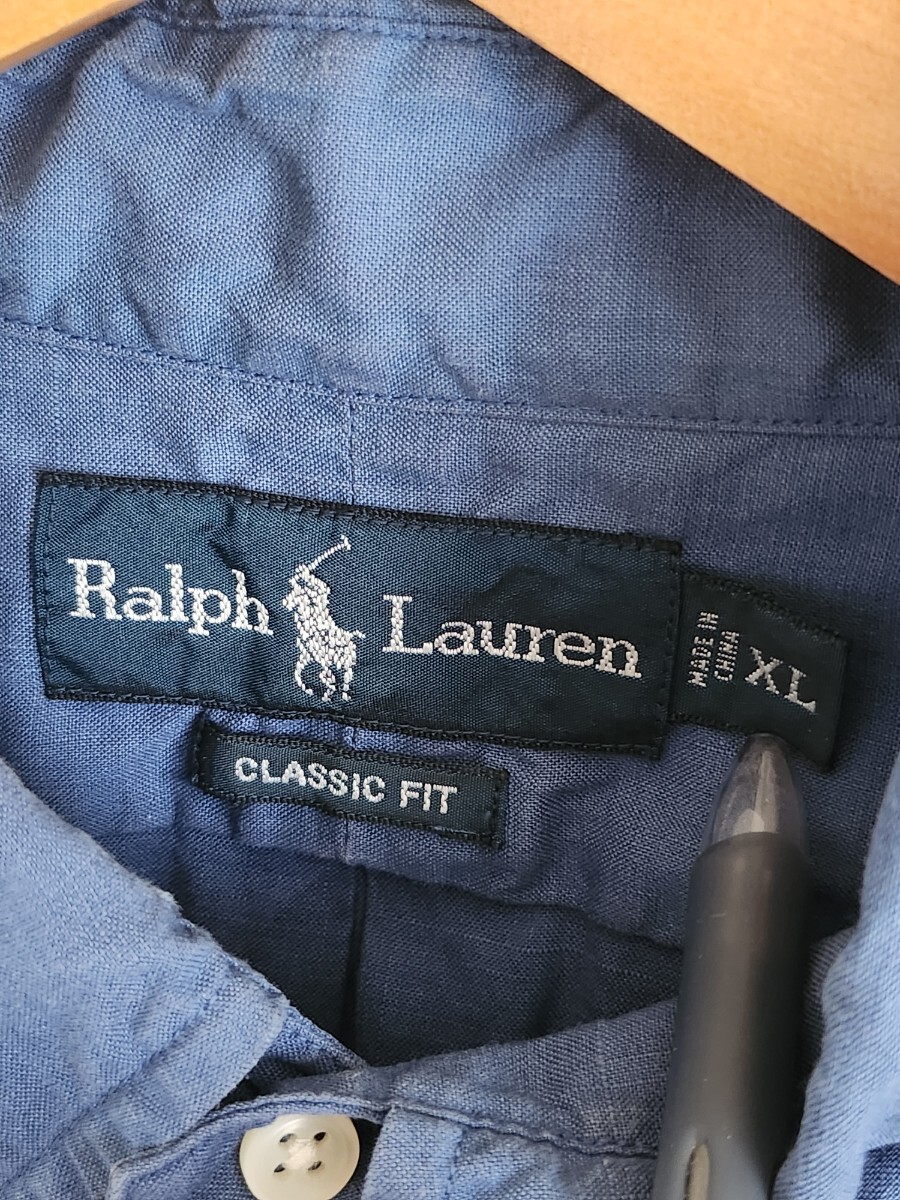 Ralph Lauren
MADE IN
CHINA
XL
CLASSIC FIT